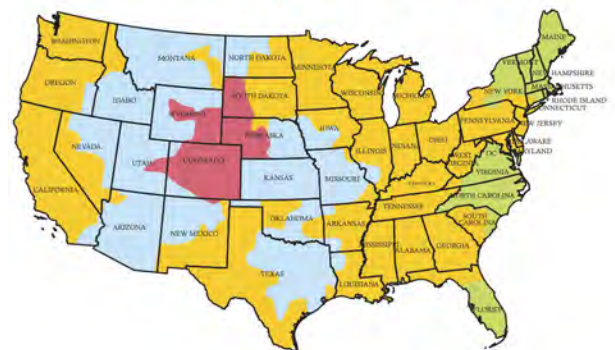 WASHINGTON
OREGON
CALIFORNIA
NEVADA
IDAHO
MONTANA
WYOMING
UTAH
COLORADO
ARIZONA
NEW MEXICO
NORTH DAKOTA
SOUTH DAKOTA
NEBRASKA
KANSAS
OKLAHOMA
TEXAS
MINNESOTA
IOWA
MISSOURI
ARKANSAS
LOUISIANA
WISCONSIN
ILLINOIS
MICHIGAN
INDIANA
OHIO
KENTUCKY
TENNESSEE
MISSISSIPPI
ALABAMA
GEORGIA
FLORIDA
SOUTH CAROLINA
NORTH CAROLINA
VIRGINIA
WEST
VIRGINIA
DC
MARYLAND
DELAWARE
NEW JERSEY
PENNSYLVANIA
NEW YORK
CONNECTICUT
RHODE ISLAND
MASSACHUSETTS
NEW HAMPSHIRE
VERMONT
MAINE